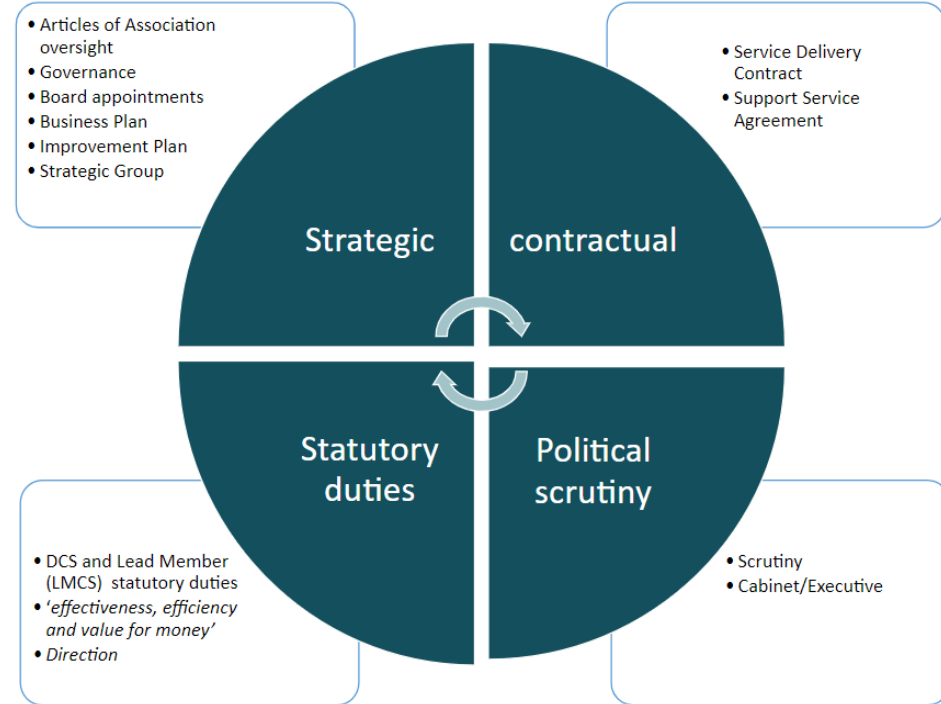 • Articles of Association
oversight
• Governance
• Board appointments
• Business Plan
• Improvement Plan
• Strategic Group
• Service Delivery
Contract
• Support Service
Agreement
Strategic
contractual
Statutory
duties
Political
scrutiny
• DCS and Lead Member
(LMCS) statutory duties
• ‘effectiveness, efficiency
and value for money’
• Direction
• Scrutiny
• Cabinet/Executive